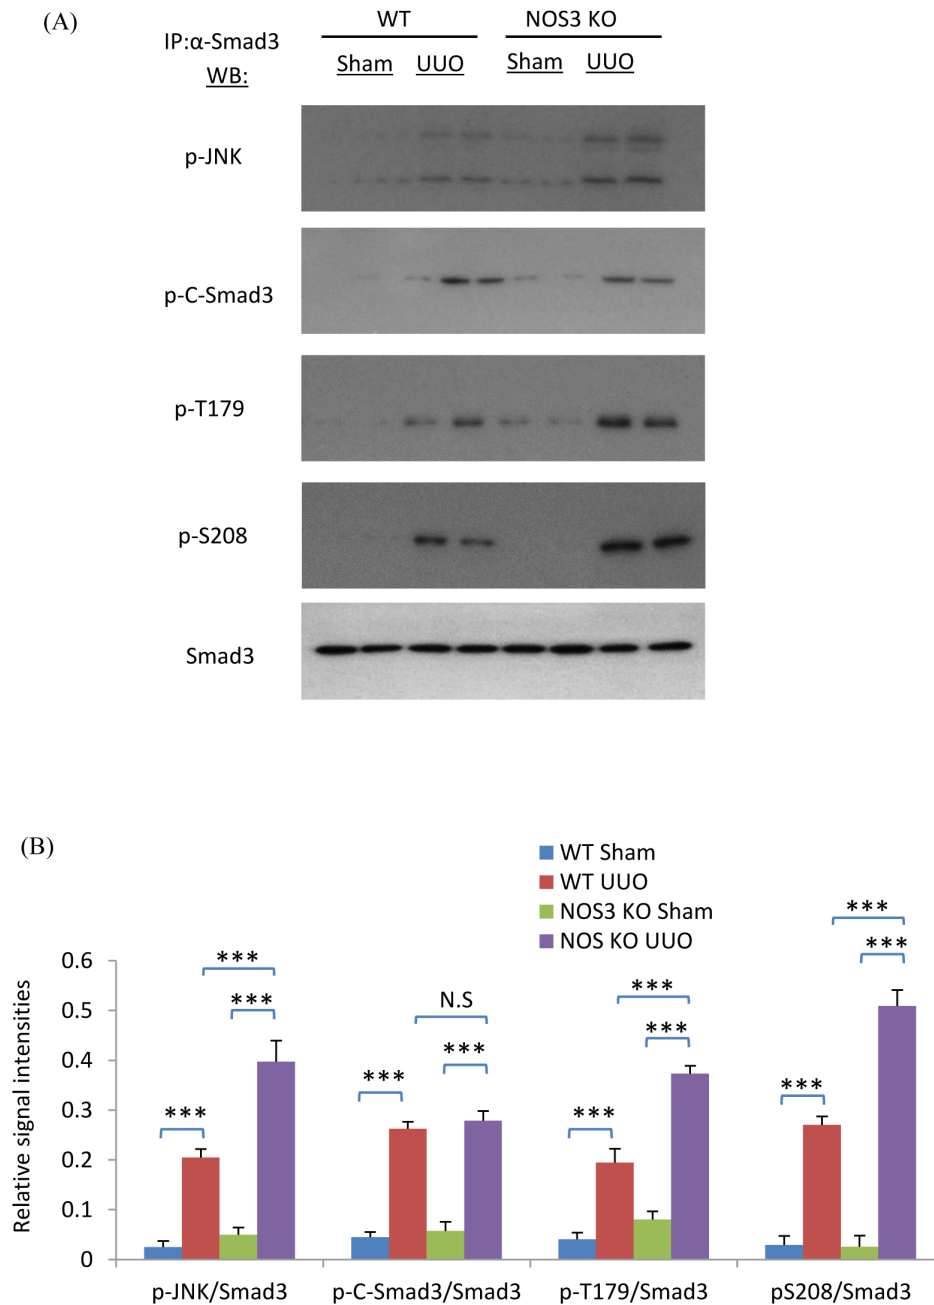 (A)
WT NOS3 KO
IP:α-Smad3
Sham UUO Sham UUO
WB:
p-JNK
p-C-Smad3
p-T179
p-S208
Smad3
(B)
WT Sham
WT UUO
NOS3 KO Sham
NOS KO UUO
Relative signal intensities
0.6
0.5
0.4
0.3
0.2
0.1
0
*** *** ***
*** *** N.S ***
*** *** *** ***
*** *** ***
p-JNK/Smad3 p-C-Smad3/Smad3 p-T179/Smad3 pS208/Smad3